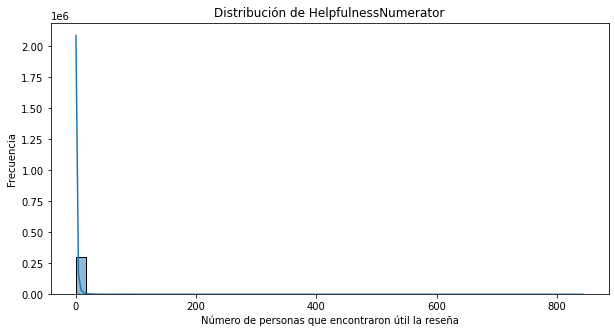 Distribución de HelpfulnessNumerator
1e6
2.00
1.75
1.50
1.25
1.00
0.75
0.50
0.25
0.00
Frecuencia
0 200 400 600 800
Número de personas que encontraron útil la reseña